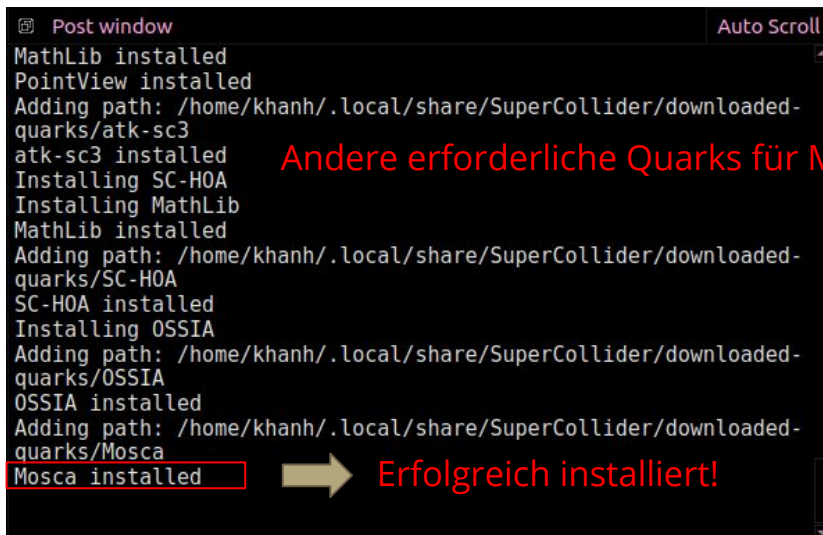 Post window
Auto Scroll
MathLib installed
PointView installed
Adding path: /home/khanh/.local/share/SuperCollider/downloaded-
quarks/atk-sc3
atk-sc3 installed
Andere erforderliche Quarks für M
Installing SC-HOA
Installing MathLib
MathLib installed
Adding path: /home/khanh/.local/share/SuperCollider/downloaded-
quarks/SC-HOA
SC-HOA installed
Installing OSSIA
Adding path: /home/khanh/.local/share/SuperCollider/downloaded-
quarks/OSSIA
OSSIA installed
Adding path: /home/khanh/.local/share/SuperCollider/downloaded-
quarks/Mosca
Mosca installed
Erfolgreich installiert!